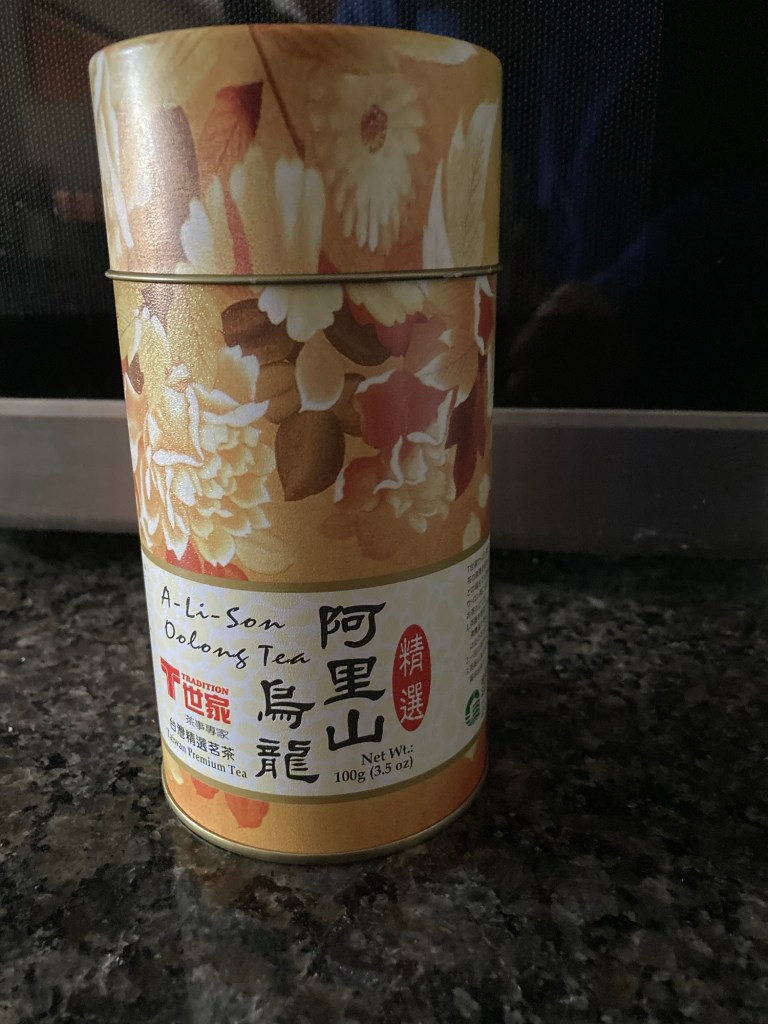 A-Li-Son
Oolong Tea
阿里山
烏龍
精選
T世家
TRADITION
茶事專家
台灣精選茗茶
Taiwan Premium Tea
Net Wt.:
100g (3.5 oz)